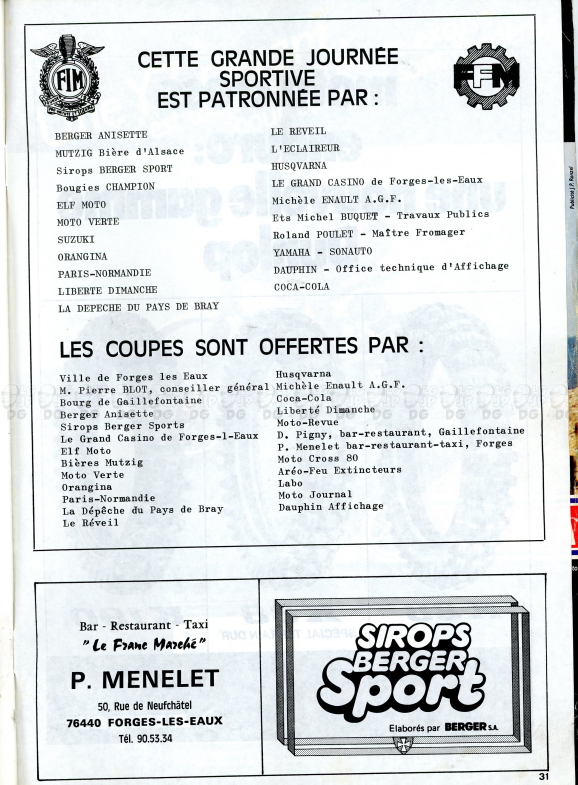 FIM
FFM
CETTE GRANDE JOURNÉE
SPORTIVE
EST PATRONNÉE PAR :
BERGER ANISETTE
MUTZIG Bière d'Alsace
Sirops BERGER SPORT
Bougies CHAMPION
ELF MOTO
MOTO VERTE
SUZUKI
ORANGINA
PARIS-NORMANDIE
LIBERTE DIMANCHE
LA DEPECHE DU PAYS DE BRAY
LE REVEIL
L'ECLAIREUR
HUSQVARNA
LE GRAND CASINO de Forges-les-Eaux
Michèle ENAULT A.G.F.
Ets Michel BUQUET - Travaux Publics
Roland POULET - Maître Fromager
YAMAHA - SONAUTO
DAUPHIN - Office technique d'Affichage
COCA-COLA
LES COUPES SONT OFFERTES PAR :
Ville de Forges les Eaux
M. Pierre BLOT, conseiller général
Bourg de Gaillefontaine
Berger Anisette
Sirops Berger Sports
Le Grand Casino de Forges-l-Eaux
Elf Moto
Bières Mutzig
Moto Verte
Orangina
Paris-Normandie
La Dépêche du Pays de Bray
Le Réveil
Husqvarna
Michèle Enault A.G.F.
Coca-Cola
Liberté Dimanche
Moto-Revue
D. Pigny, bar-restaurant, Gaillefontaine
P. Menelet bar-restaurant-taxi, Forges
Moto Cross 80
Aréo-Feu Extincteurs
Labo
Moto Journal
Dauphin Affichage
Bar - Restaurant - Taxi
"Le Franc Marché"
P. MENELET
50, Rue de Neufchâtel
76440 FORGES-LES-EAUX
Tél. 90.53.34
SIROPS
BERGER
Sport
Elaborés par BERGER S.A.
31
Publicité J.P. Renzel